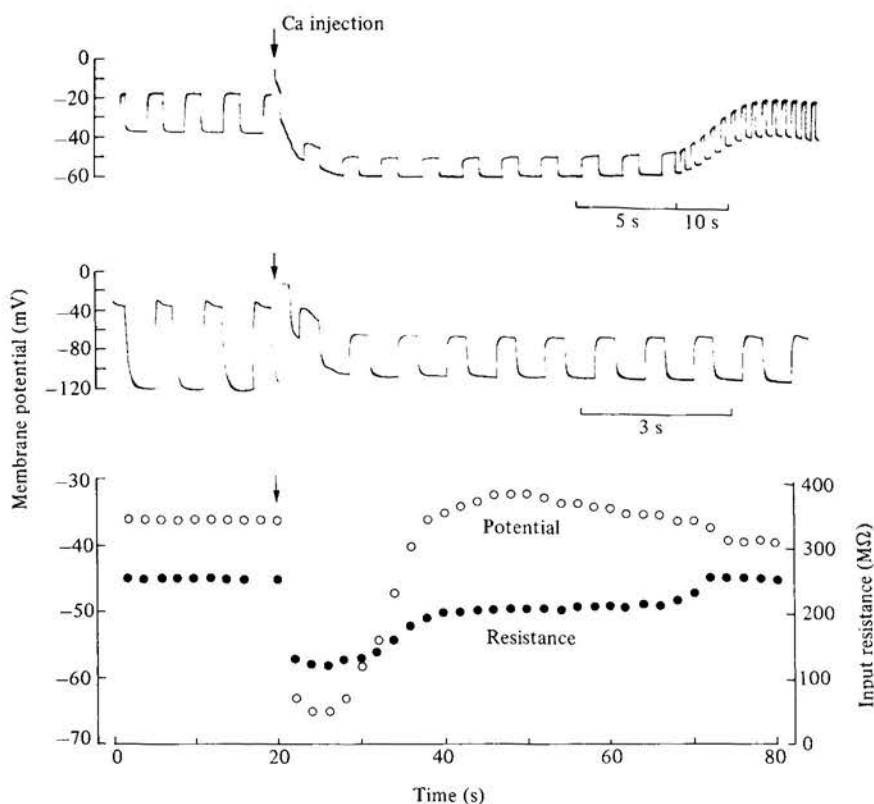 Ca injection
0
−20
−40
−60
5 s
10 s
0
−40
−80
−120
3 s
Membrane potential (mV)
−30
−40
−50
−60
−70
Potential
Resistance
400
300
200
100
0
Input resistance (MΩ)
0
20
40
60
80
Time (s)